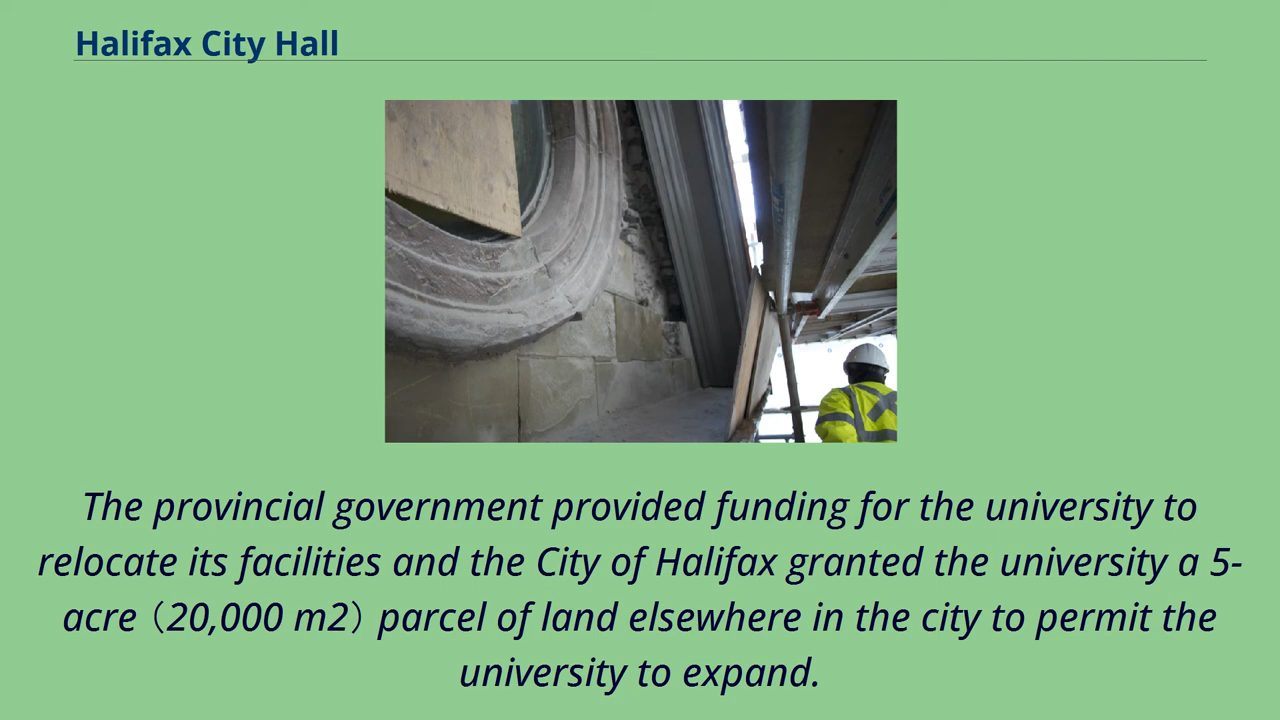 Halifax City Hall
The provincial government provided funding for the university to
relocate its facilities and the City of Halifax granted the university a 5-
acre（20,000 m2）parcel of land elsewhere in the city to permit the
university to expand.